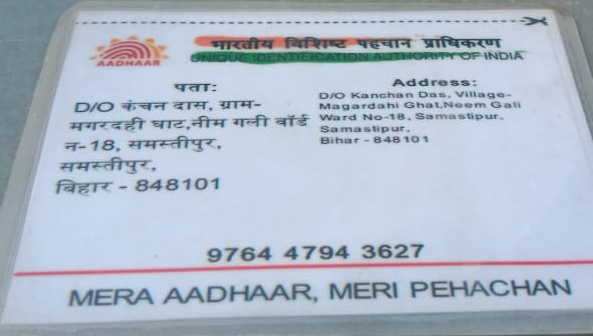 भारतीय विशिष्ट पहचान प्राधिकरण
AADHAAR
UNIQUE IDENTIFICATION AUTHORITY OF INDIA
पता:
D/O कंचन दास, ग्राम-
मगरदही घाट,नीम गली वॉर्ड
न-18, समस्तीपुर,
समस्तीपुर,
बिहार - 848101
Address:
D/O Kanchan Das, Village-
Magardahi Ghat,Neem Gali
Ward No-18, Samastipur,
Samastipur,
Bihar - 848101
9764 4794 3627
MERA AADHAAR, MERI PEHACHAN